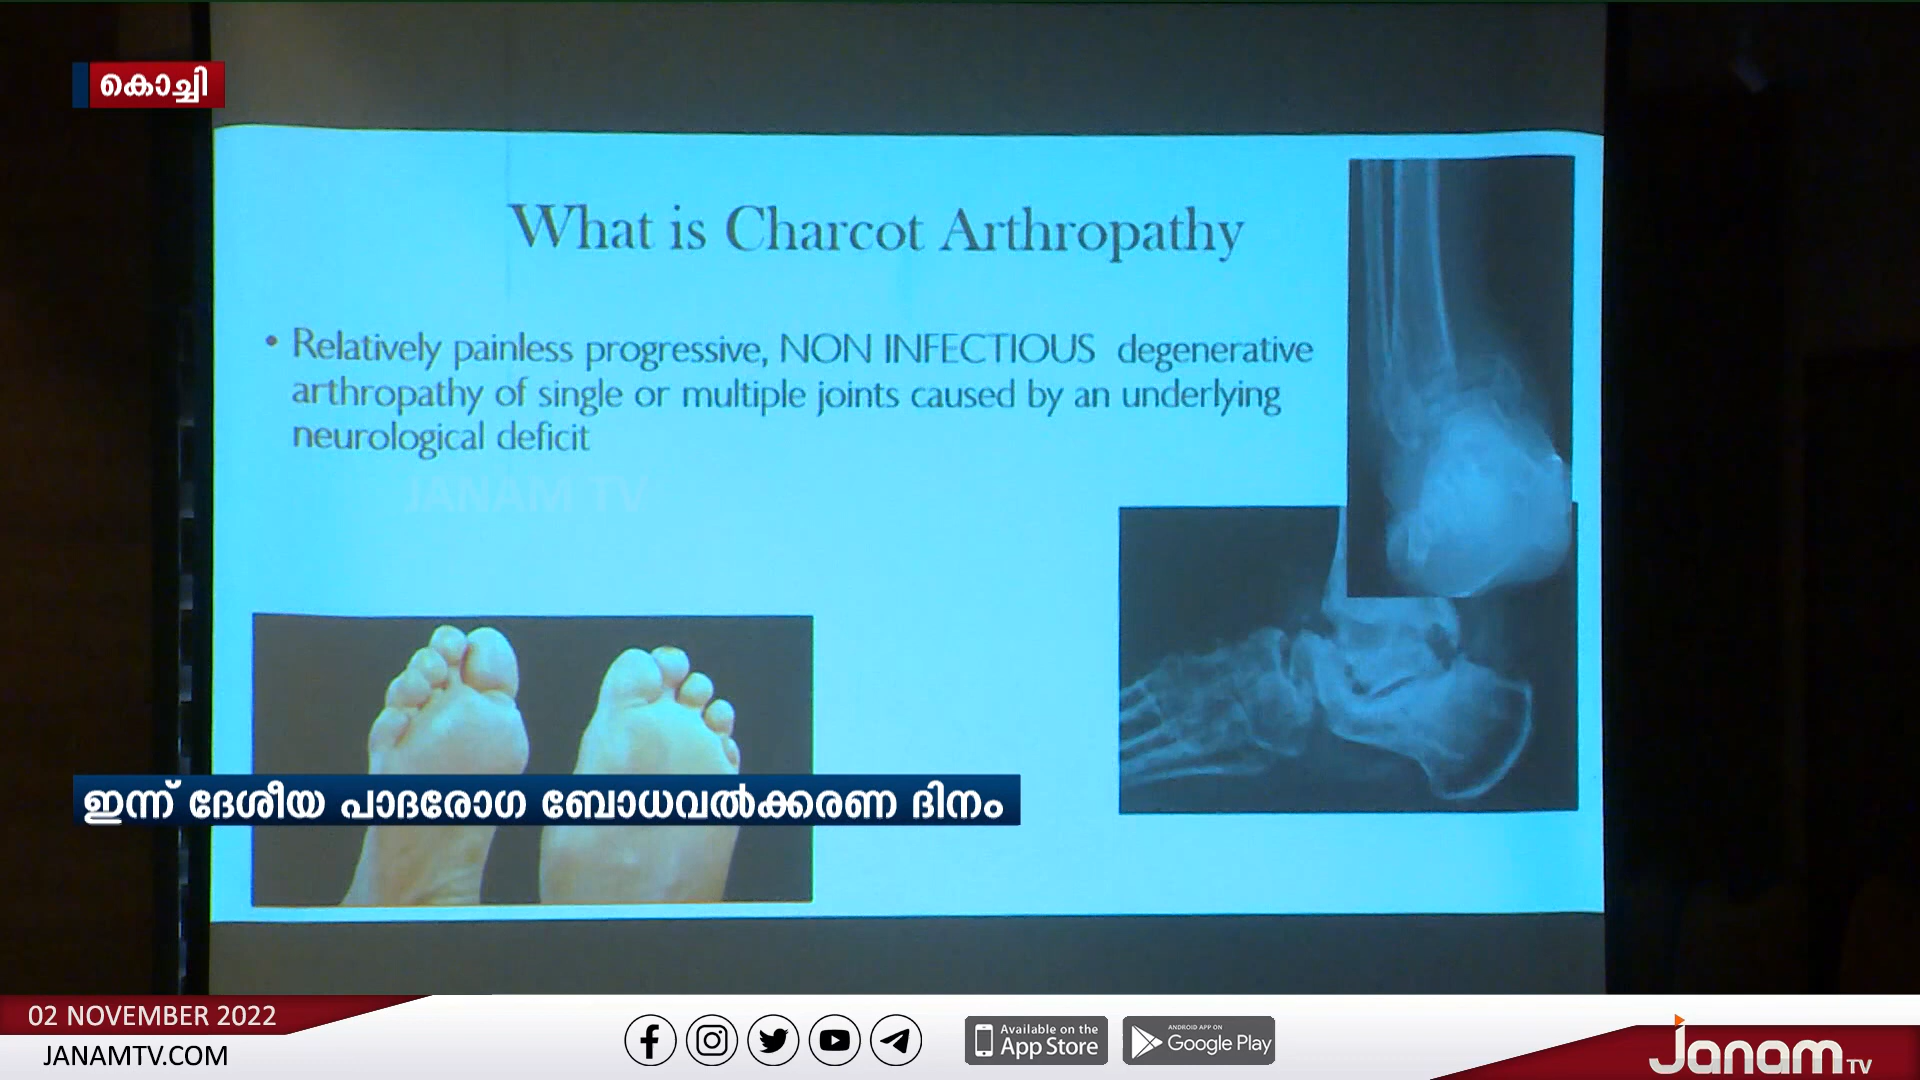 കൊച്ചി
What is Charcot Arthropathy
• Relatively painless progressive, NON INFECTIOUS degenerative
arthropathy of single or multiple joints caused by an underlying
neurological deficit
JANAM TV
ഇന്ന് ദേശീയ പാദരോഗ ബോധവൽക്കരണ ദിനം
02 NOVEMBER 2022
JANAMTV.COM
Available on the
App Store
ANDROID APP ON
Google Play
Janam TV